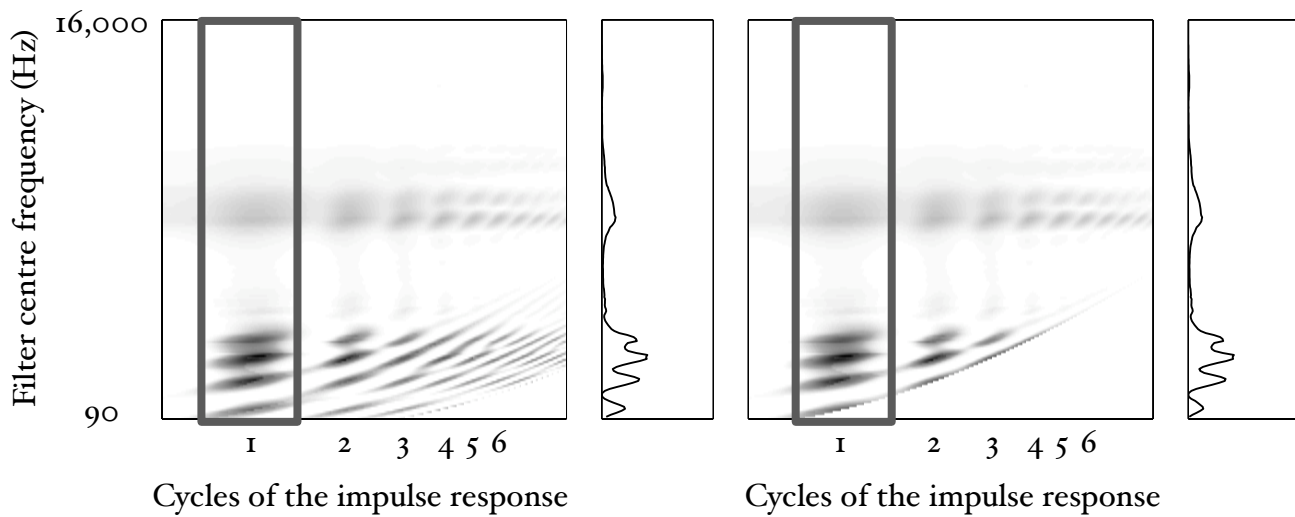 16,000
Filter centre frequency (Hz)
90
1 2 3 4 5 6
1 2 3 4 5 6
Cycles of the impulse response
Cycles of the impulse response